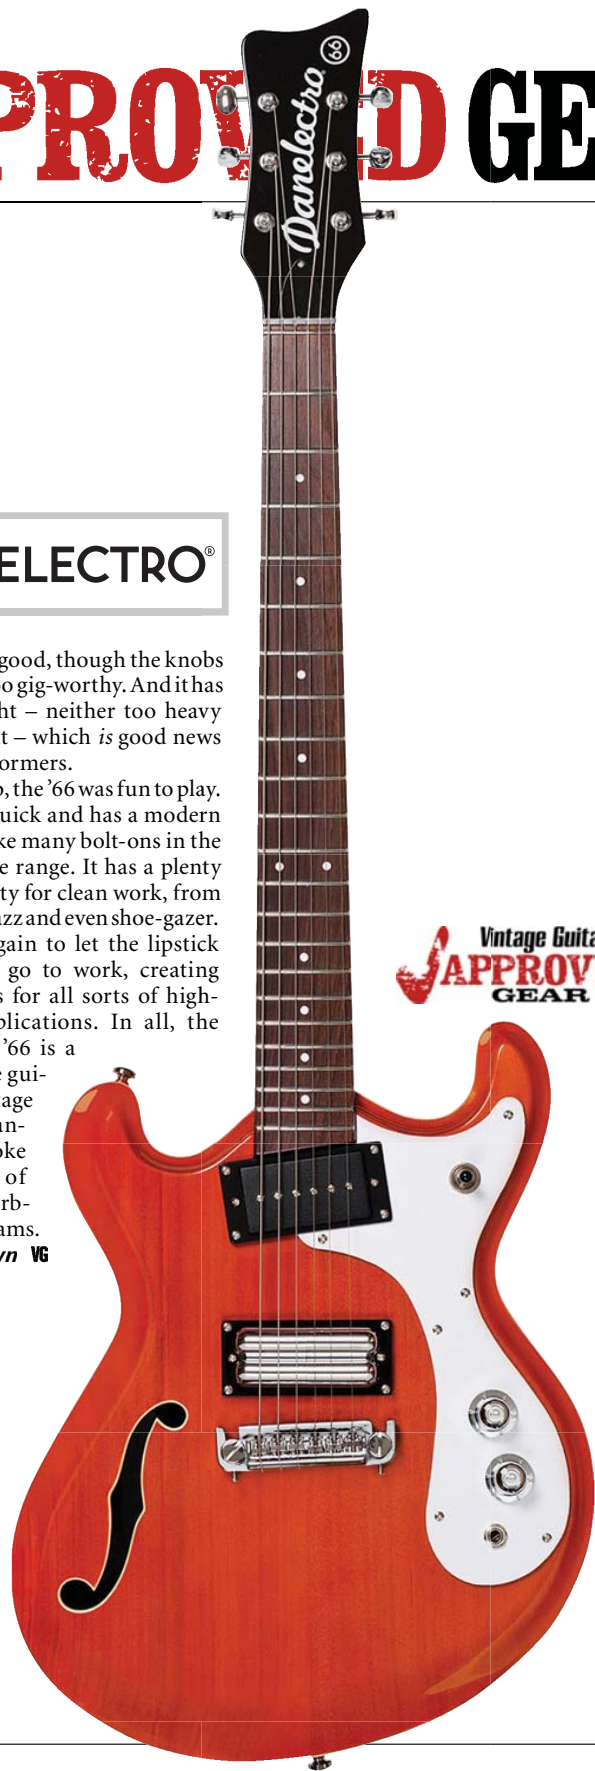 PROVED GE
Danelectro 66
ELECTRO®
good, though the knobs
oo gig-worthy. And it has
ht – neither too heavy
t – which is good news
ormers.
o, the ’66 was fun to play.
uick and has a modern
ke many bolt-ons in the
e range. It has a plenty
ty for clean work, from
azz and even shoe-gazer.
gain to let the lipstick
go to work, creating
s for all sorts of high-
plications. In all, the
’66 is a
e gui-
tage
an-
oke
of
rb-
ams.
wn VG
Vintage Guita
APPROV
GEAR